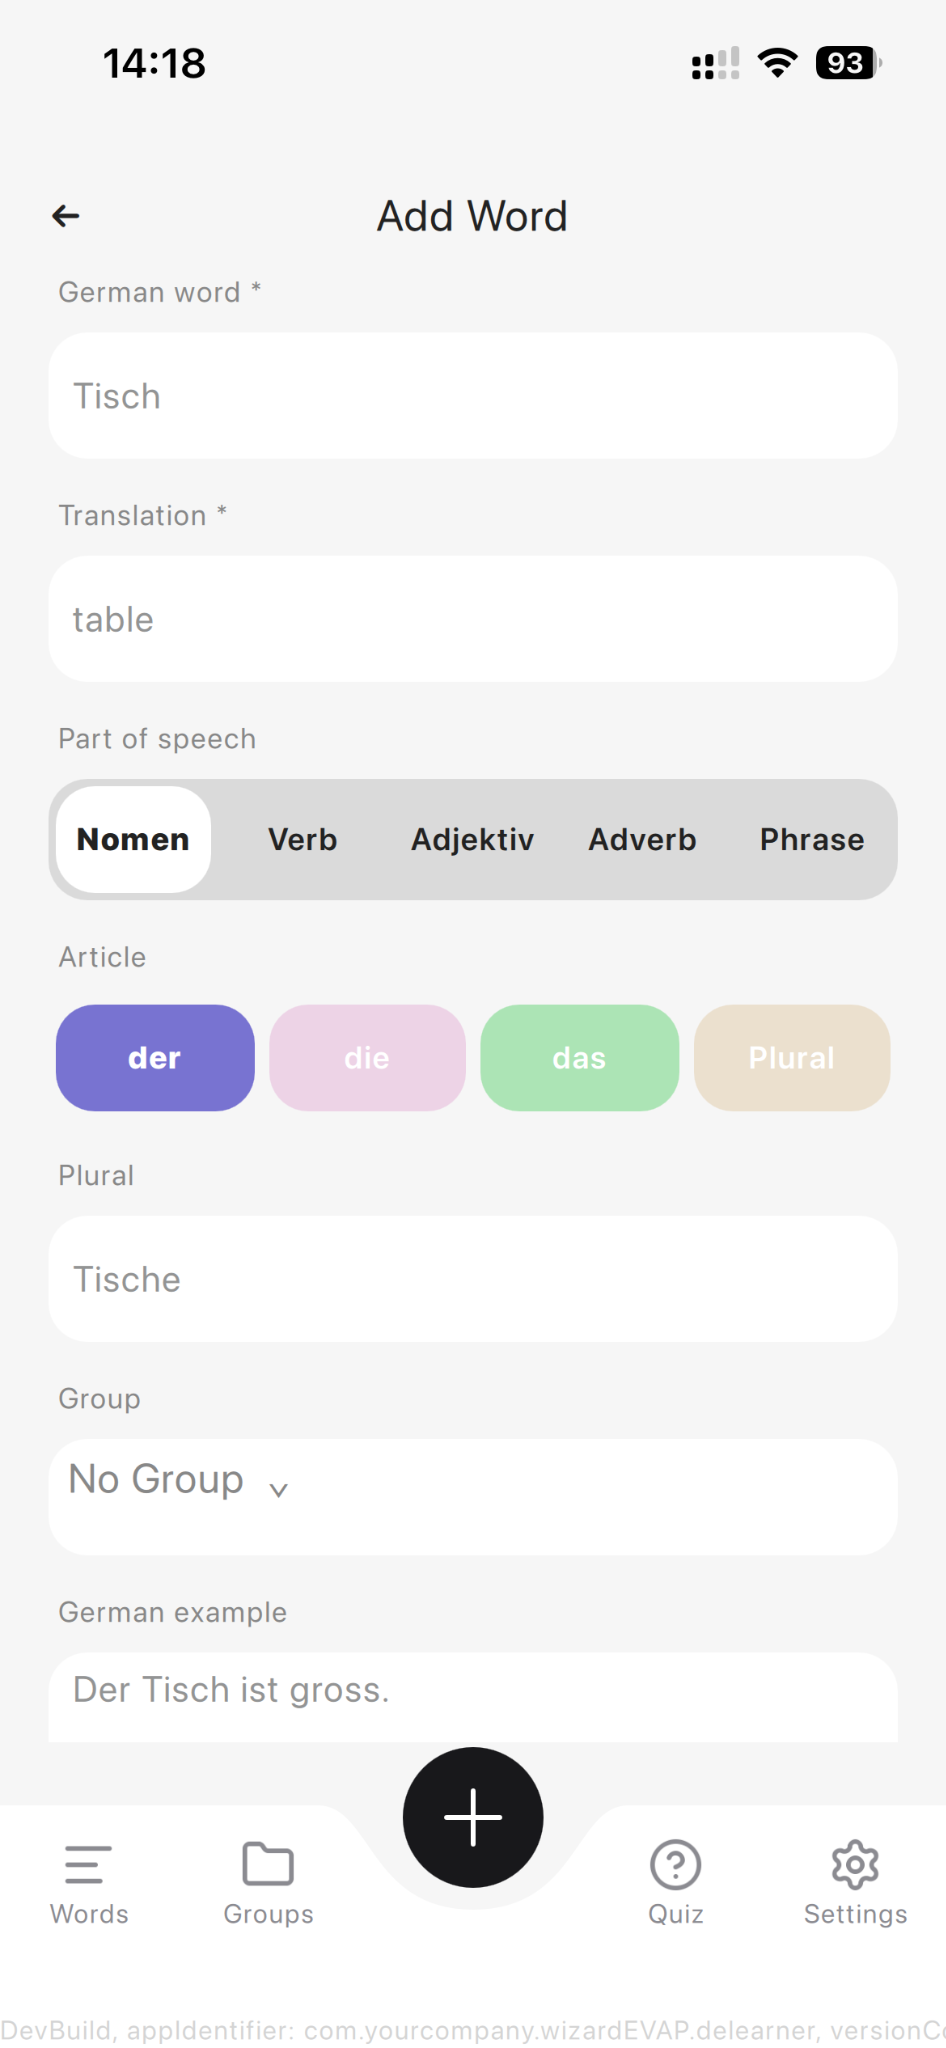 14:18
93
Add Word
German word *
Tisch
Translation *
table
Part of speech
Nomen Verb Adjektiv Adverb Phrase
Article
der die das Plural
Plural
Tische
Group
No Group
German example
Der Tisch ist gross.
Words Groups Quiz Settings
DevBuild, appIdentifier: com.yourcompany.wizardEVAP.delearner, versionCo